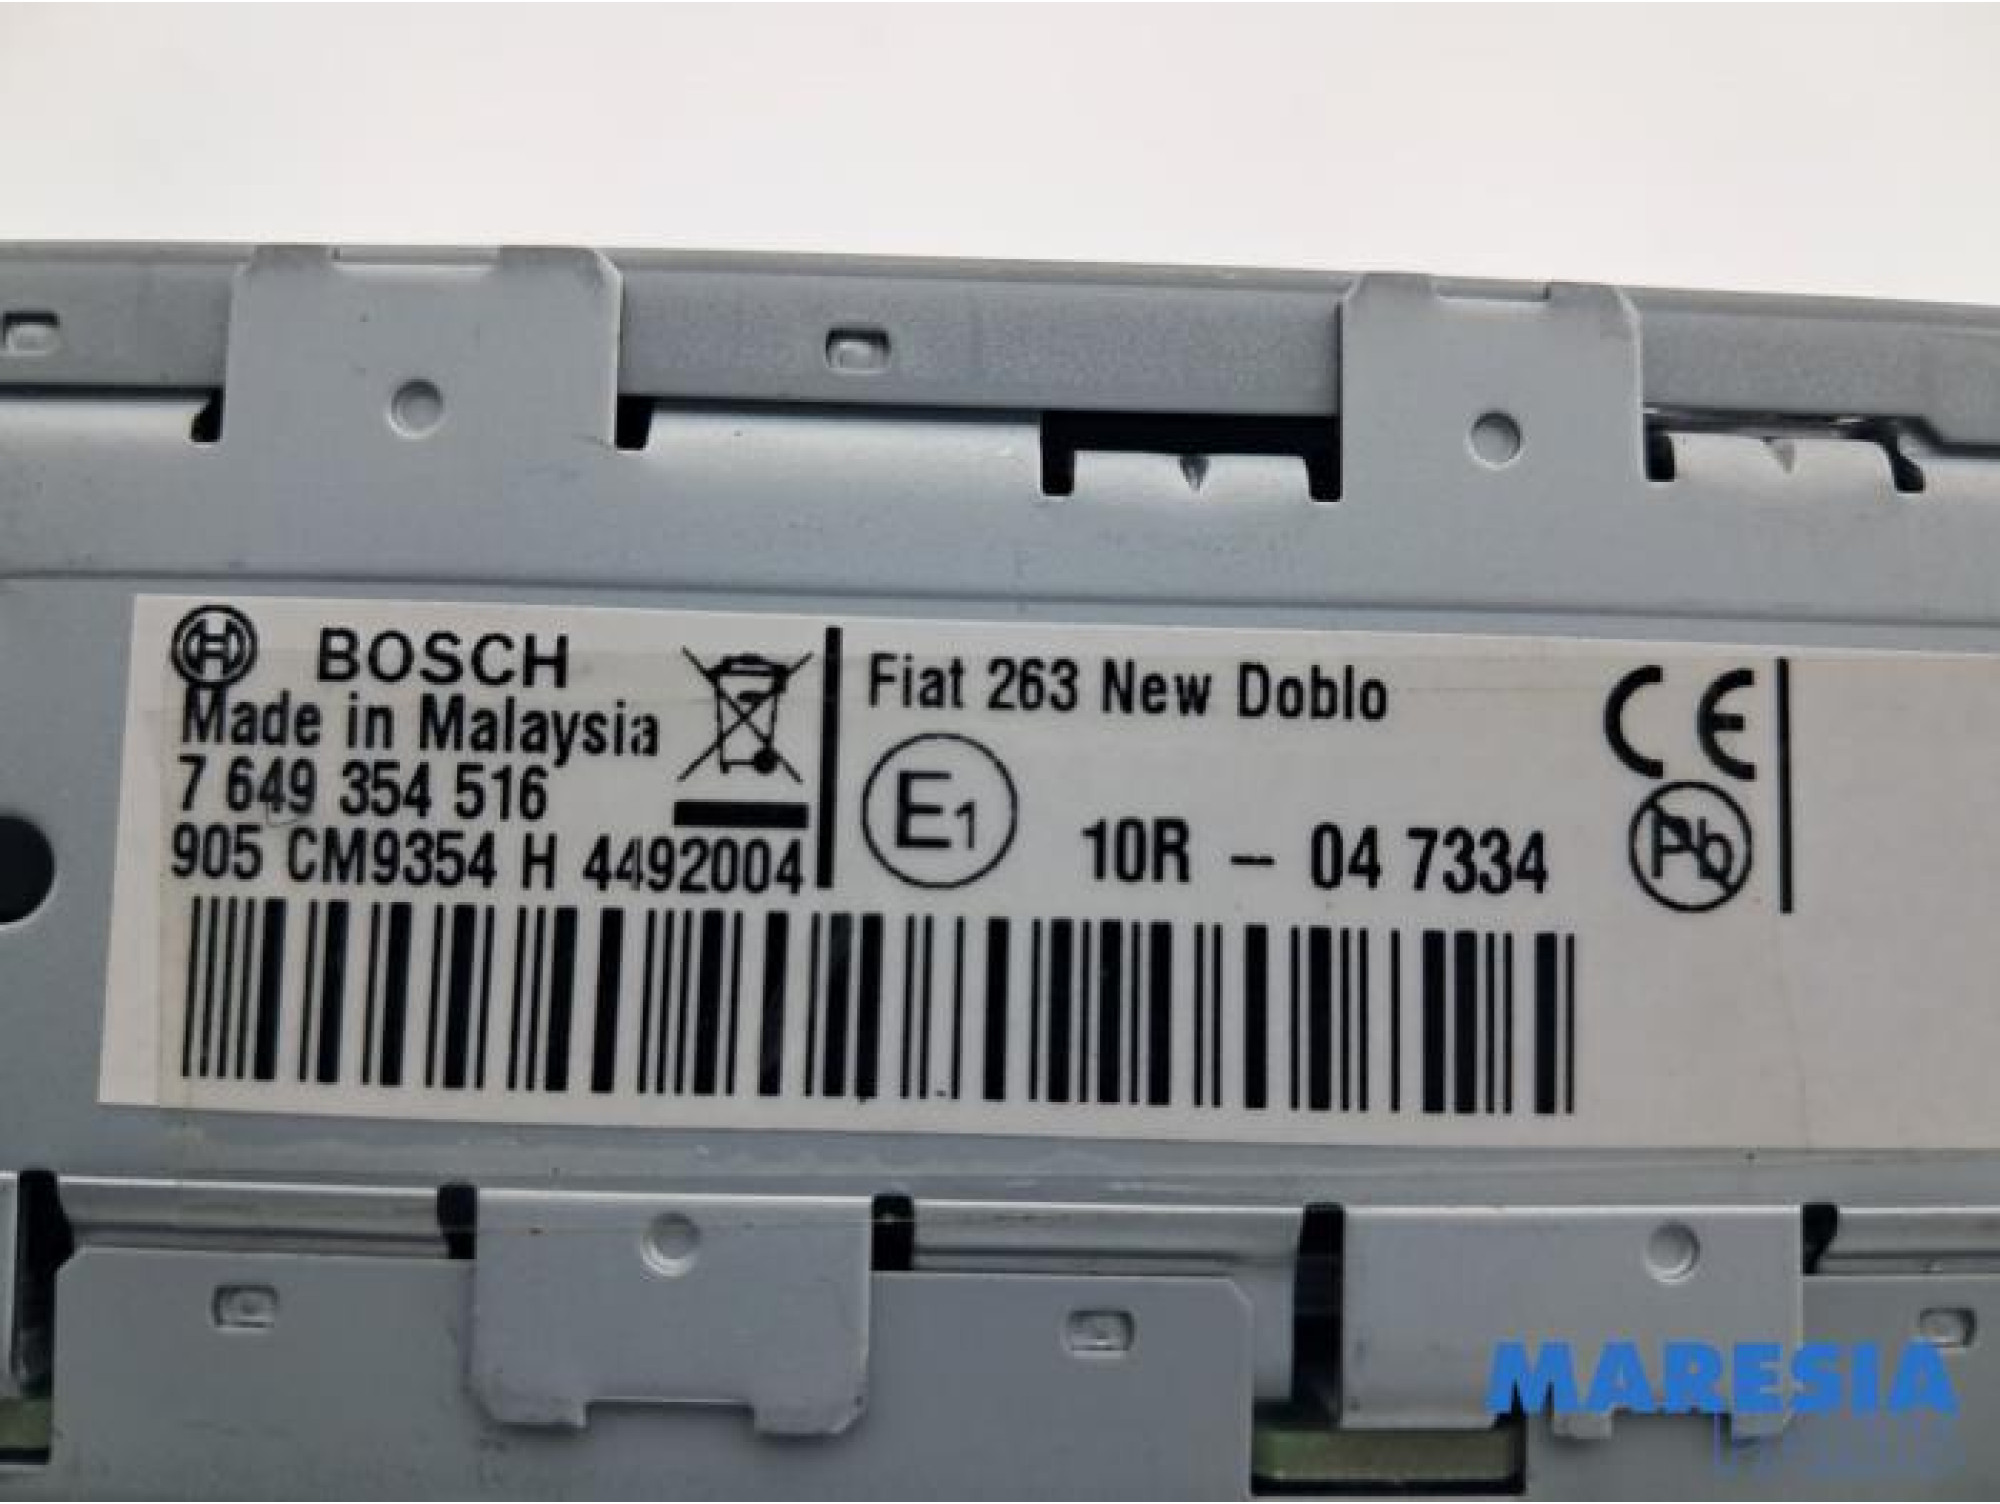 BOSCH
Made in Malaysia
7 649 354 516
905 CM9354 H 4492004
Fiat 263 New Doblo
E1
10R - 04 7334
CE
Pb
MARESIA